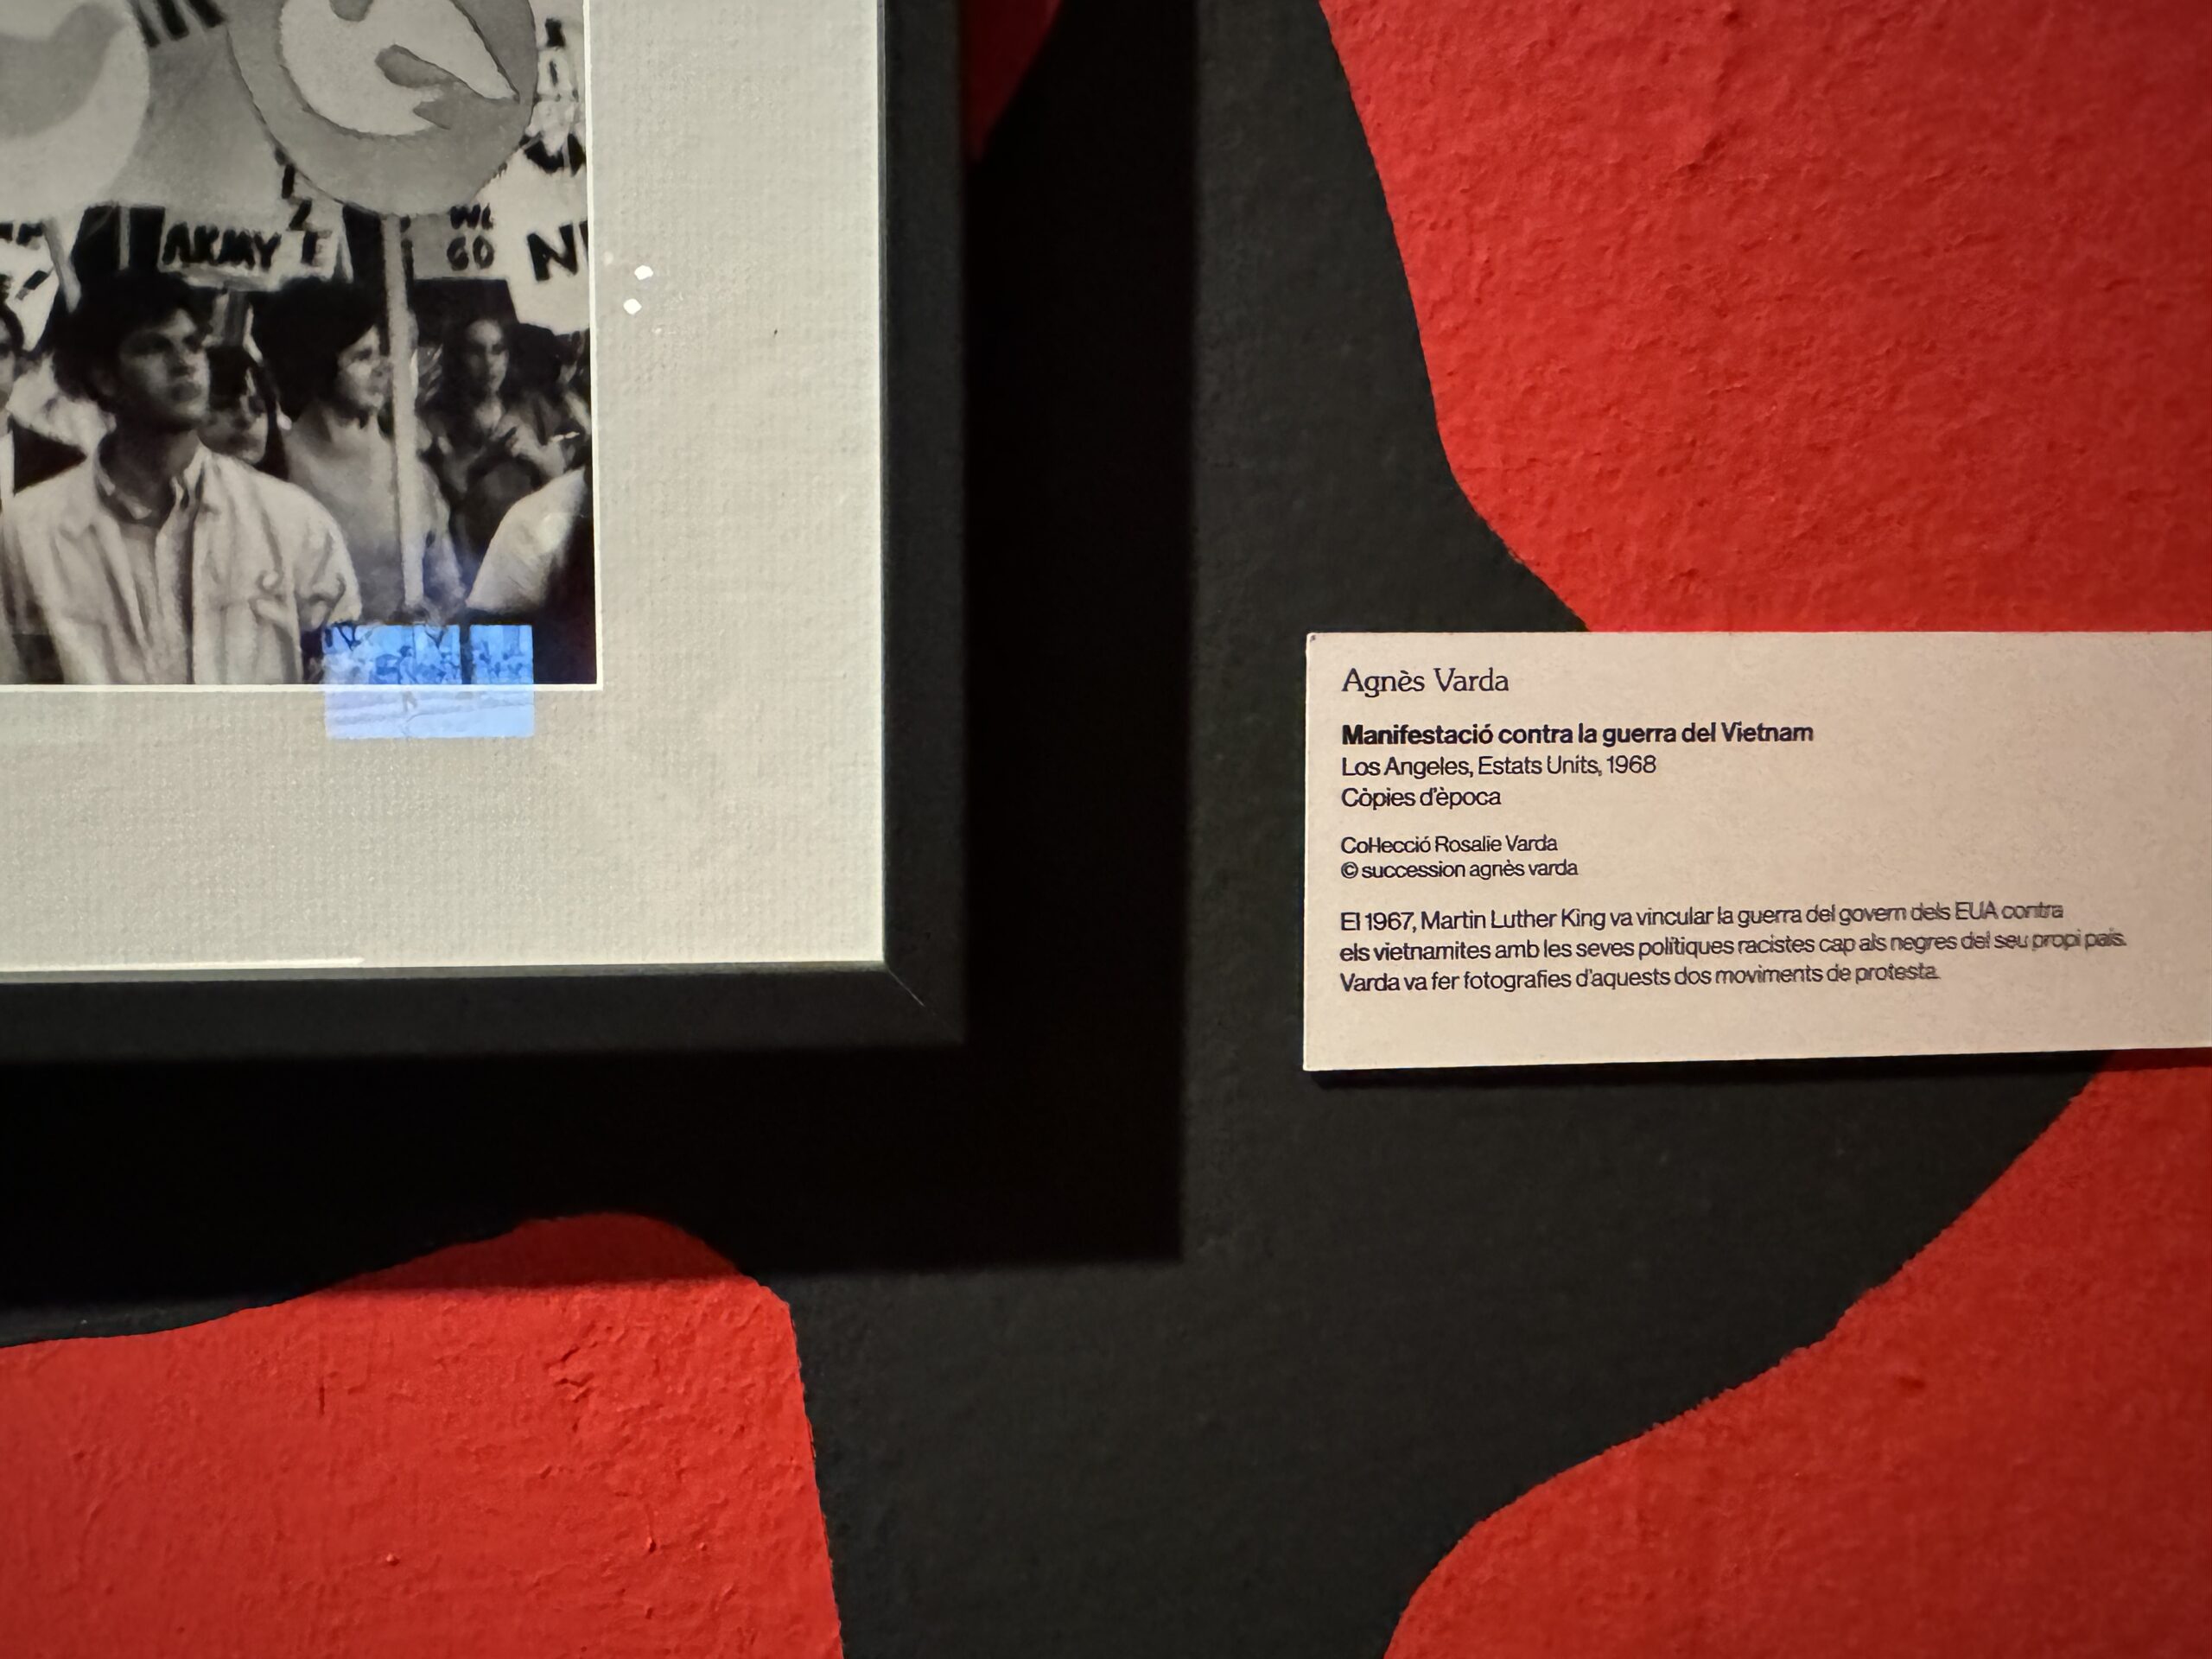 ARMY
GO
Agnès Varda
Manifestació contra la guerra del Vietnam
Los Angeles, Estats Units, 1968
Còpies d'època
Col·lecció Rosalie Varda
© succession agnès varda
El 1967, Martin Luther King va vincular la guerra del govern dels EUA contra
els vietnamites amb les seves polítiques racistes cap als negres del seu propi país.
Varda va fer fotografies d'aquests dos moviments de protesta.